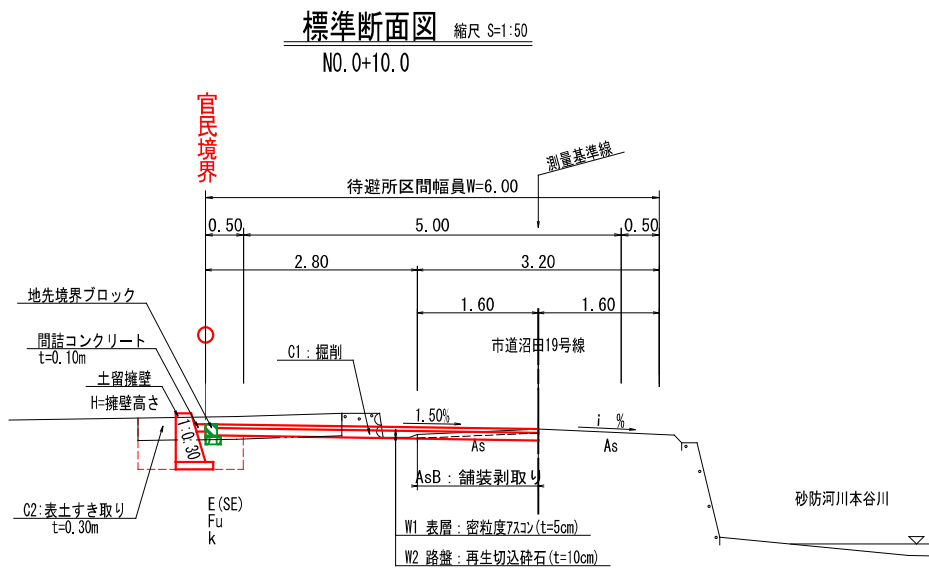 標準断面図 縮尺 S=1:50
NO.0+10.0
官民境界
測量基準線
待避所区間幅員W=6.00
0.50 5.00 0.50
2.80 3.20
地先境界ブロック
1.60 1.60
間詰コンクリート
t=0.10m
市道沼田19号線
C1：掘削
土留擁壁
H=擁壁高さ
1:0.30
1.50%
i %
As
As
AsB：舗装剥取り
C2:表土すき取り
t=0.30m
E(SE)
Fu
k
砂防河川本谷川
W1 表層：密粒度アスコン(t=5cm)
W2 路盤：再生切込砕石(t=10cm)